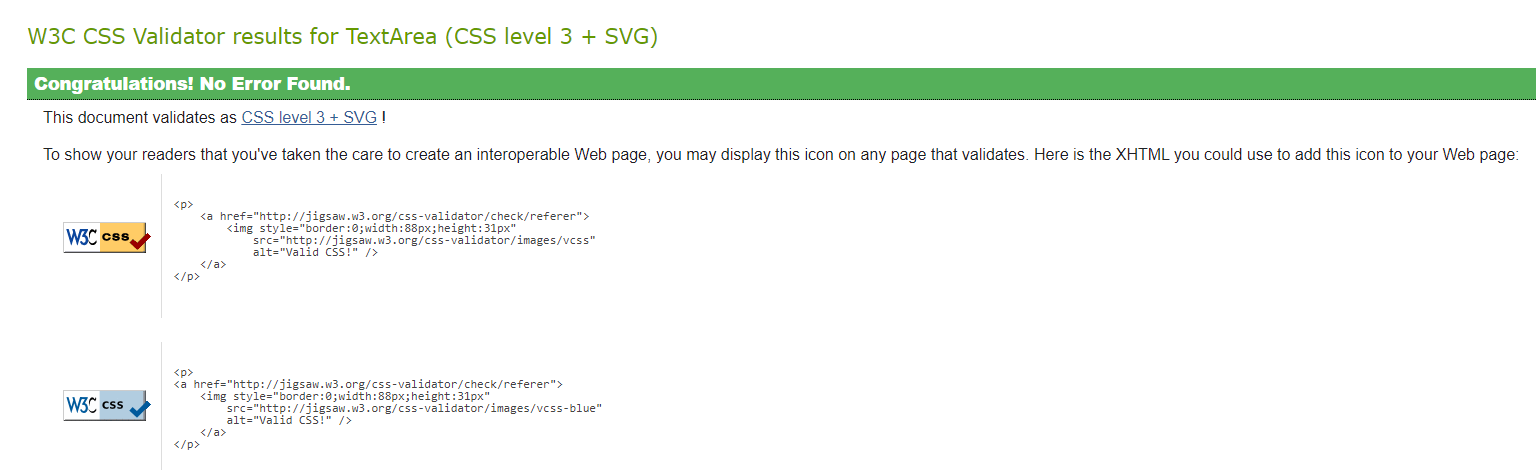 W3C CSS Validator results for TextArea (CSS level 3 + SVG)
Congratulations! No Error Found.
This document validates as CSS level 3 + SVG !
To show your readers that you've taken the care to create an interoperable Web page, you may display this icon on any page that validates. Here is the XHTML you could use to add this icon to your Web page:
W3C css
<p>
    <a href="http://jigsaw.w3.org/css-validator/check/referer">
        <img style="border:0;width:88px;height:31px"
            src="http://jigsaw.w3.org/css-validator/images/vcss"
            alt="Valid CSS!" />
    </a>
</p>
W3C css
<p>
<a href="http://jigsaw.w3.org/css-validator/check/referer">
    <img style="border:0;width:88px;height:31px"
        src="http://jigsaw.w3.org/css-validator/images/vcss-blue"
        alt="Valid CSS!" />
    </a>
</p>